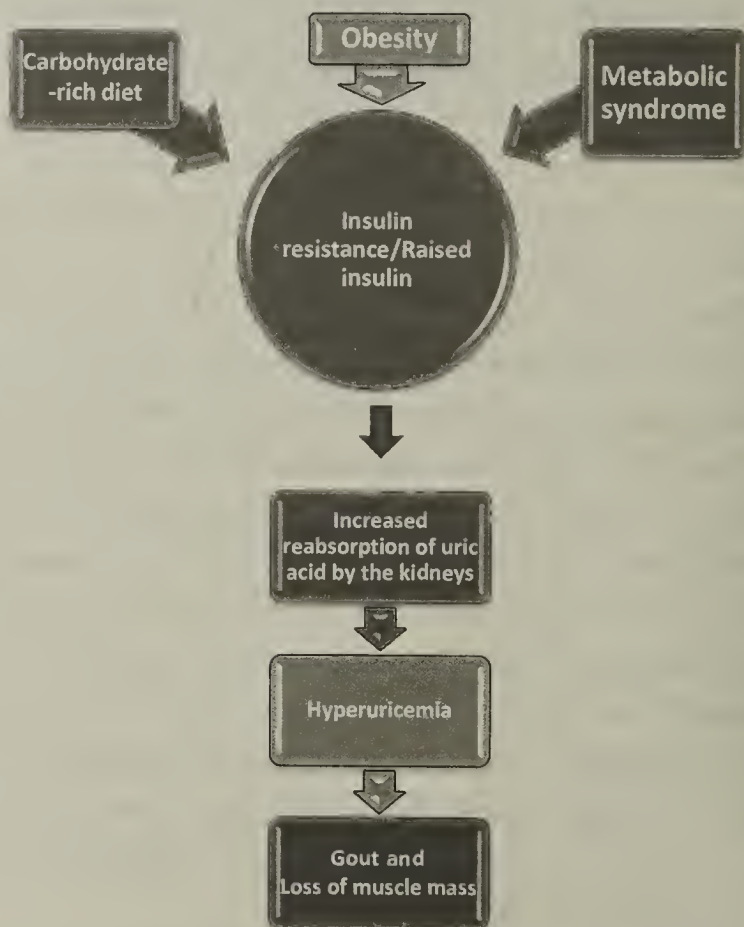 Obesity
Carbohydrate
-rich diet
Metabolic
syndrome
Insulin
resistance/Raised
insulin
Increased
reabsorption of uric
acid by the kidneys
Hyperuricemia
Gout and
Loss of muscle mass